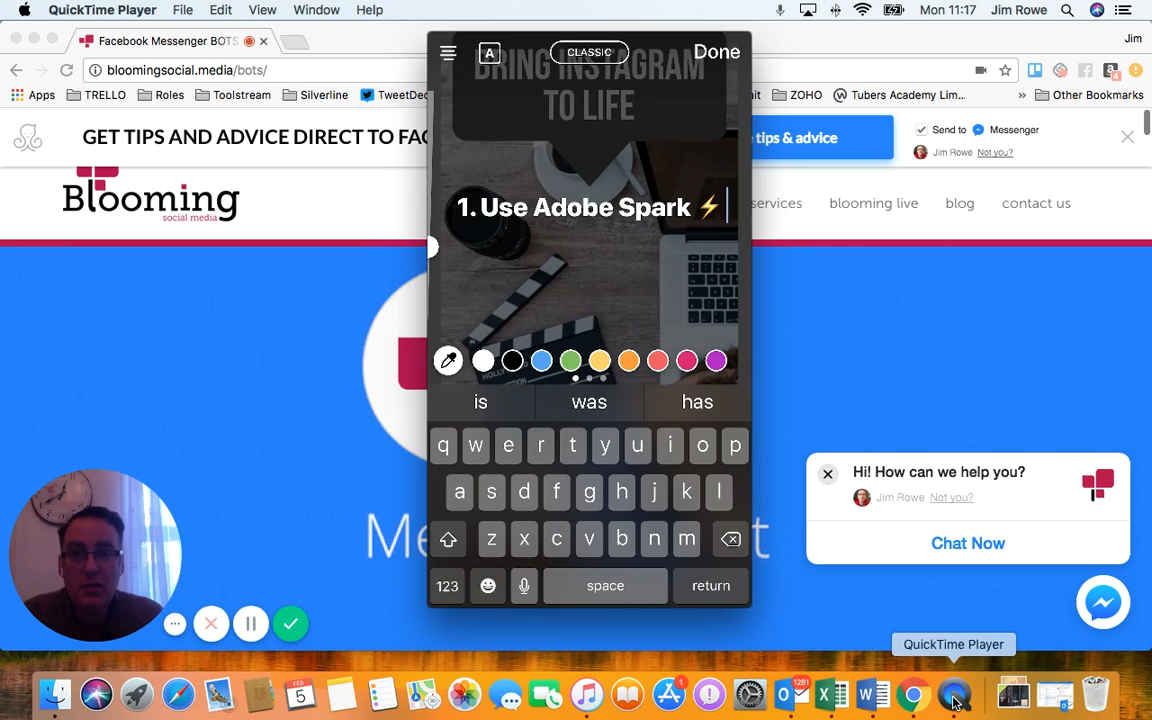 QuickTime Player File Edit View Window Help
Mon 11:17 Jim Rowe
Facebook Messenger BOTS
Jim
bloomingsocial.media/bots/
4
Apps TRELLO Roles Toolstream Silverline TweetDec
ZOHO Tubers Academy Lim... » Other Bookmarks
GET TIPS AND ADVICE DIRECT TO FAC
tips & advice
Send to Messenger
Jim Rowe Not you?
Blooming
social media
services blooming live blog contact us
A CLASSIC Done
BRING INSTAGRAM
TO LIFE
1. Use Adobe Spark ⚡
is was has
q w e r t y u i o p
a s d f g h j k l
z x c v b n m
123 space return
Hi! How can we help you?
Jim Rowe Not you?
Chat Now
QuickTime Player
5
1281
1